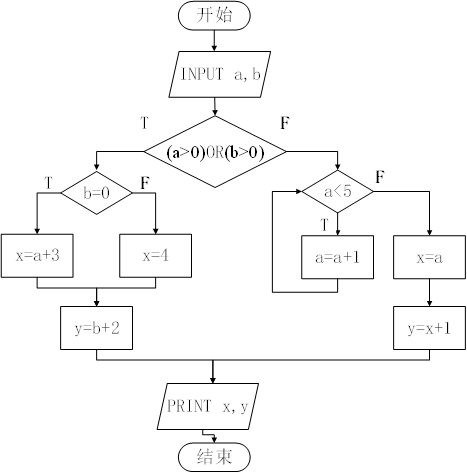 开始
INPUT a,b
T
F
(a>0)OR(b>0)
T
b=0
F
a<5
F
T
x=a+3
x=4
a=a+1
x=a
y=b+2
y=x+1
PRINT x,y
结束